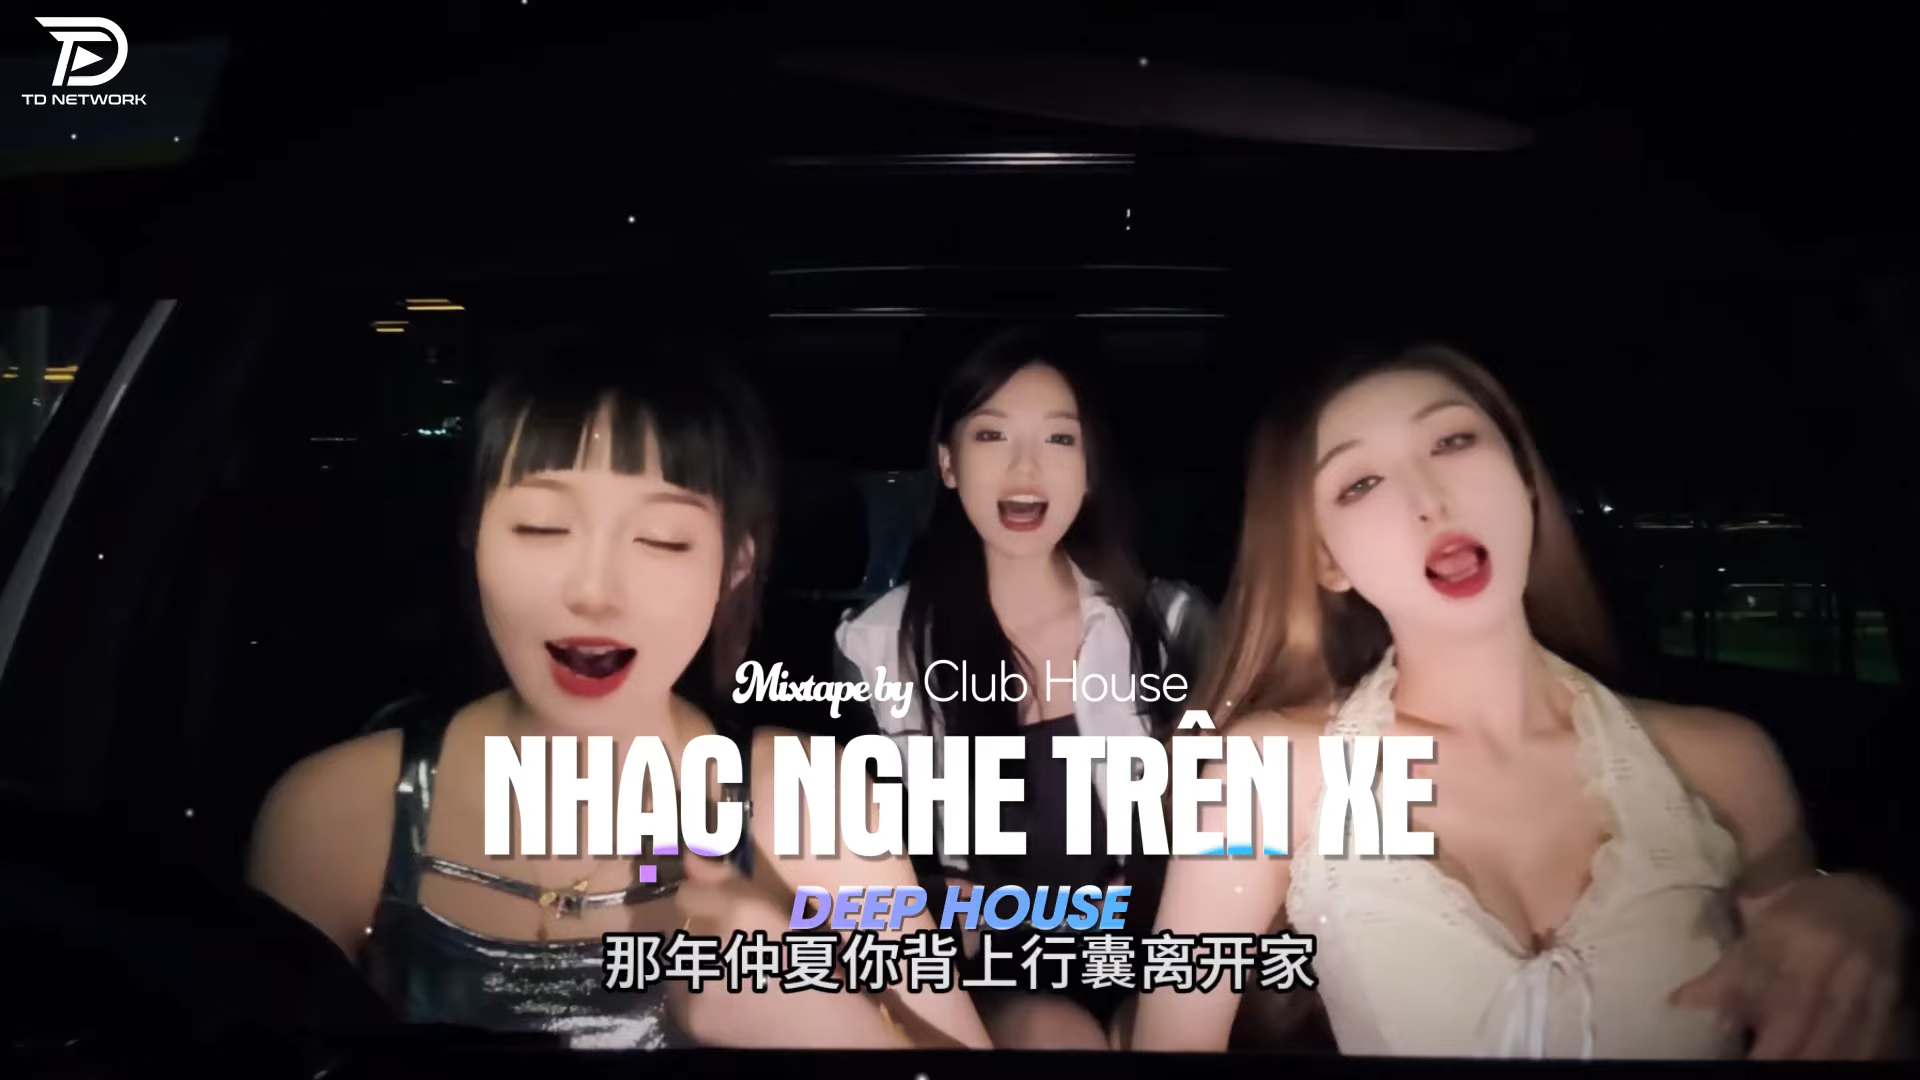 TD NETWORK
Mixtape by Club House
NHẠC NGHE TRÊN XE
DEEP HOUSE
那年仲夏你背上行囊离开家